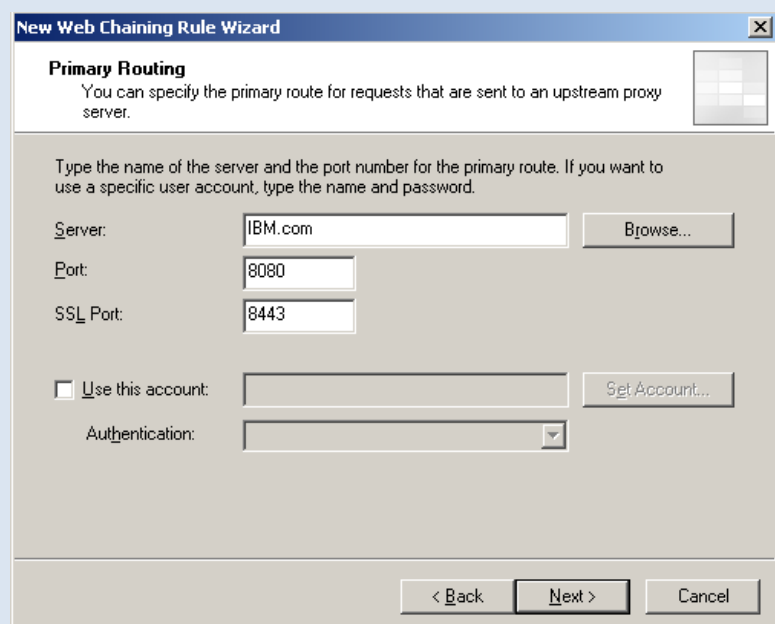 New Web Chaining Rule Wizard
Primary Routing
You can specify the primary route for requests that are sent to an upstream proxy
server.
Type the name of the server and the port number for the primary route. If you want to
use a specific user account, type the name and password.
Server: IBM.com Browse...
Port: 8080
SSL Port: 8443
Use this account: Set Account...
Authentication:
< Back Next > Cancel